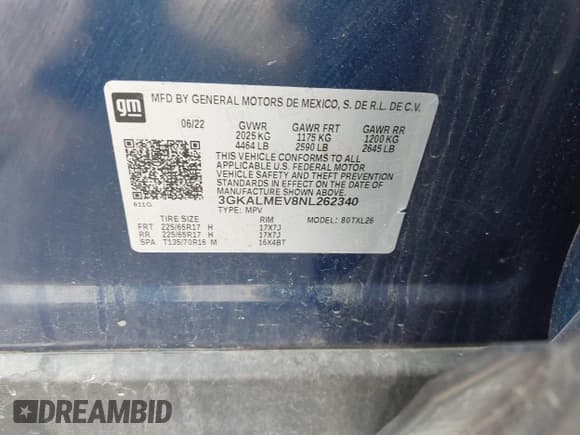 gm
MFD BY GENERAL MOTORS DE MEXICO, S. DE R.L. DE C.V.
06/22 GVWR GAWR FRT GAWR RR
2025 KG 1175 KG 1200 KG
4464 LB 2590 LB 2645 LB
THIS VEHICLE CONFORMS TO ALL
APPLICABLE U.S. FEDERAL MOTOR
VEHICLE SAFETY AND THEFT
PREVENTION STANDARDS IN EFFECT ON
THE DATE OF MANUFACTURE SHOWN ABOVE.
3GKALMEV8NL262340
611G
TYPE: MPV MODEL: 80TXL26
RIM
FRT 225/65R17 H 17X7J
RR 225/65R17 H 17X7J
SPA T135/70R16 M 16X4BT
DREAMBID